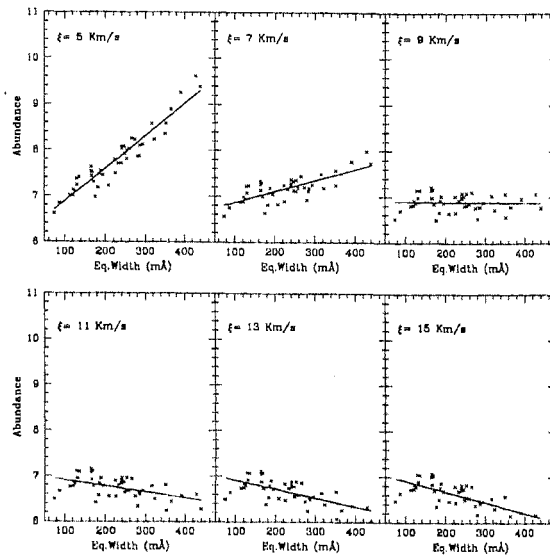 11
10
9
8
7
6
Abundance
ξ= 5 Km/s
ξ= 7 Km/s
ξ= 9 Km/s
100 200 300 400
100 200 300 400
100 200 300 400
Eq.Width (mÅ)
Eq.Width (mÅ)
Eq.Width (mÅ)
11
10
9
8
7
6
Abundance
ξ= 11 Km/s
ξ= 13 Km/s
ξ= 15 Km/s
100 200 300 400
100 200 300 400
100 200 300 400
Eq.Width (mÅ)
Eq.Width (mÅ)
Eq.Width (mÅ)